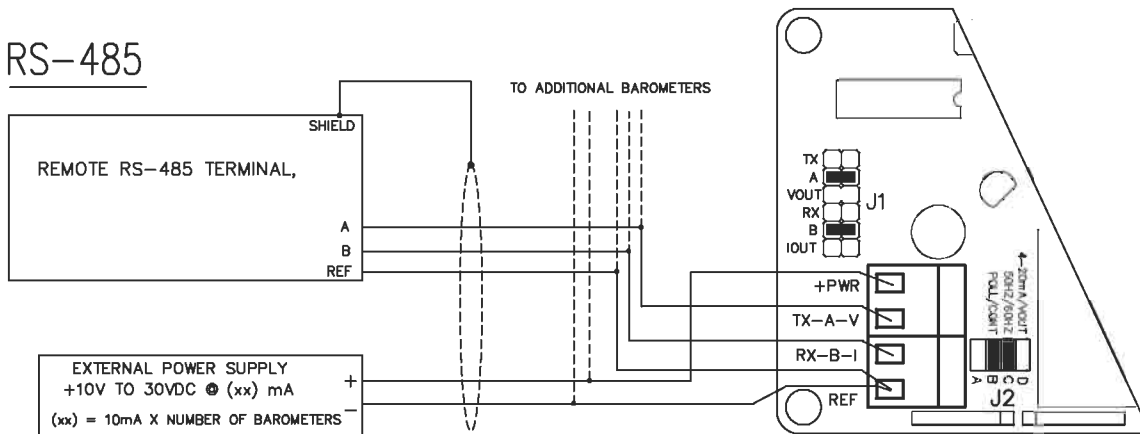 RS-485
TO ADDITIONAL BAROMETERS
SHIELD
REMOTE RS-485 TERMINAL,
A
B
REF
EXTERNAL POWER SUPPLY
+10V TO 30VDC @ (xx) mA
(xx) = 10mA X NUMBER OF BAROMETERS
+
−
TX
A
VOUT
RX
B
IOUT
J1
+PWR
TX-A-V
RX-B-I
REF
4-20mA/VOUT
50HZ/60HZ
POLL/CONT
A
B
C
D
J2